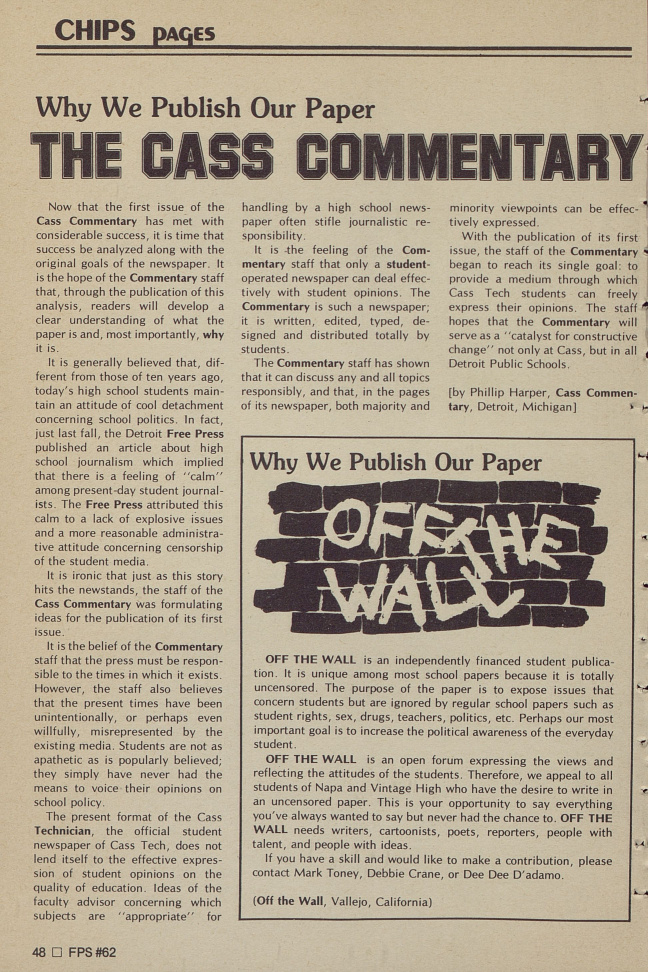 CHIPS pages
Why We Publish Our Paper
THE CASS COMMENTARY
Now that the first issue of the
Cass Commentary has met with
considerable success, it is time that
success be analyzed along with the
original goals of the newspaper. It
is the hope of the Commentary staff
that, through the publication of this
analysis, readers will develop a
clear understanding of what the
paper is and, most importantly, why
it is.
It is generally believed that, dif-
ferent from those of ten years ago,
today's high school students main-
tain an attitude of cool detachment
concerning school politics. In fact,
just last fall, the Detroit Free Press
published an article about high
school journalism which implied
that there is a feeling of "calm"
among present-day student journal-
ists. The Free Press attributed this
calm to a lack of explosive issues
and a more reasonable administra-
tive attitude concerning censorship
of the student media.
It is ironic that just as this story
hits the newstands, the staff of the
Cass Commentary was formulating
ideas for the publication of its first
issue.
It is the belief of the Commentary
staff that the press must be respon-
sible to the times in which it exists.
However, the staff also believes
that the present times have been
unintentionally, or perhaps even
willfully, misrepresented by the
existing media. Students are not as
apathetic as is popularly believed;
they simply have never had the
means to voice their opinions on
school policy.
The present format of the Cass
Technician, the official student
newspaper of Cass Tech, does not
lend itself to the effective expres-
sion of student opinions on the
quality of education. Ideas of the
faculty advisor concerning which
subjects are "appropriate" for
handling by a high school news-
paper often stifle journalistic re-
sponsibility.
It is the feeling of the Com-
mentary staff that only a student-
operated newspaper can deal effec-
tively with student opinions. The
Commentary is such a newspaper;
it is written, edited, typed, de-
signed and distributed totally by
students.
The Commentary staff has shown
that it can discuss any and all topics
responsibly, and that, in the pages
of its newspaper, both majority and
minority viewpoints can be effec-
tively expressed.
With the publication of its first
issue, the staff of the Commentary
began to reach its single goal: to
provide a medium through which
Cass Tech students can freely
express their opinions. The staff
hopes that the Commentary will
serve as a "catalyst for constructive
change" not only at Cass, but in all
Detroit Public Schools.
[by Phillip Harper, Cass Commen-
tary, Detroit, Michigan]
Why We Publish Our Paper
OFF THE
WALL
OFF THE WALL is an independently financed student publica-
tion. It is unique among most school papers because it is totally
uncensored. The purpose of the paper is to expose issues that
concern students but are ignored by regular school papers such as
student rights, sex, drugs, teachers, politics, etc. Perhaps our most
important goal is to increase the political awareness of the everyday
student.
OFF THE WALL is an open forum expressing the views and
reflecting the attitudes of the students. Therefore, we appeal to all
students of Napa and Vintage High who have the desire to write in
an uncensored paper. This is your opportunity to say everything
you've always wanted to say but never had the chance to. OFF THE
WALL needs writers, cartoonists, poets, reporters, people with
talent, and people with ideas.
If you have a skill and would like to make a contribution, please
contact Mark Toney, Debbie Crane, or Dee Dee D'adamo.
(Off the Wall, Vallejo, California)
48 □ FPS #62